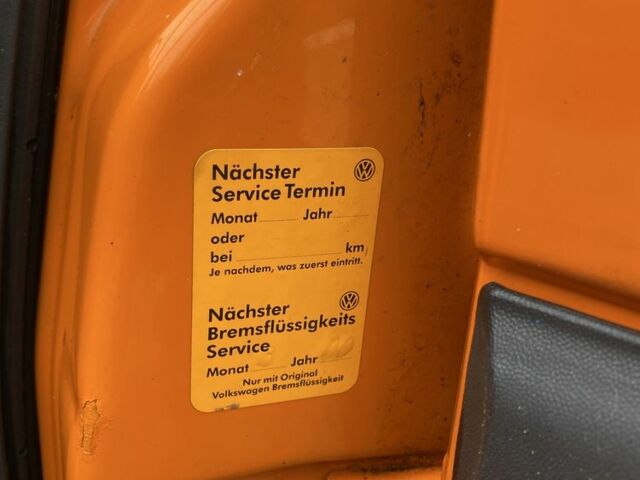 Nächster
Service Termin
Monat Jahr
oder
bei km
Je nachdem, was zuerst eintritt.
Nächster
Bremsflüssigkeits
Service
Monat Jahr
Nur mit Original
Volkswagen Bremsflüssigkeit